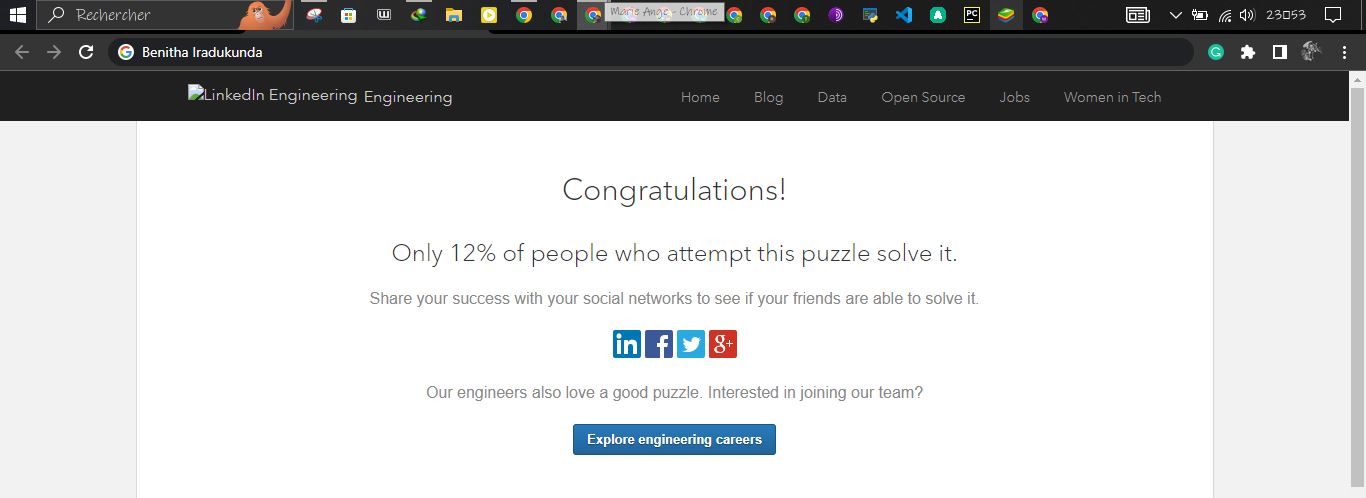 Rechercher
Marie Ange - Chrome
PC
23□53
Benitha Iradukunda
LinkedIn Engineering Engineering
Home Blog Data Open Source Jobs Women in Tech
Congratulations!
Only 12% of people who attempt this puzzle solve it.
Share your success with your social networks to see if your friends are able to solve it.
in f g+
Our engineers also love a good puzzle. Interested in joining our team?
Explore engineering careers